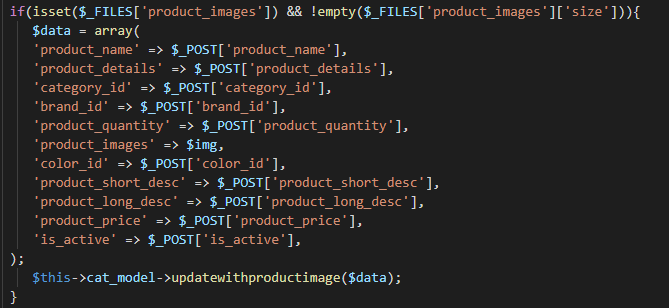 if(isset($_FILES['product_images']) && !empty($_FILES['product_images']['size'])){
$data = array(
'product_name' => $_POST['product_name'],
'product_details' => $_POST['product_details'],
'category_id' => $_POST['category_id'],
'brand_id' => $_POST['brand_id'],
'product_quantity' => $_POST['product_quantity'],
'product_images' => $img,
'color_id' => $_POST['color_id'],
'product_short_desc' => $_POST['product_short_desc'],
'product_long_desc' => $_POST['product_long_desc'],
'product_price' => $_POST['product_price'],
'is_active' => $_POST['is_active'],
);
$this->cat_model->updatewithproductimage($data);
}